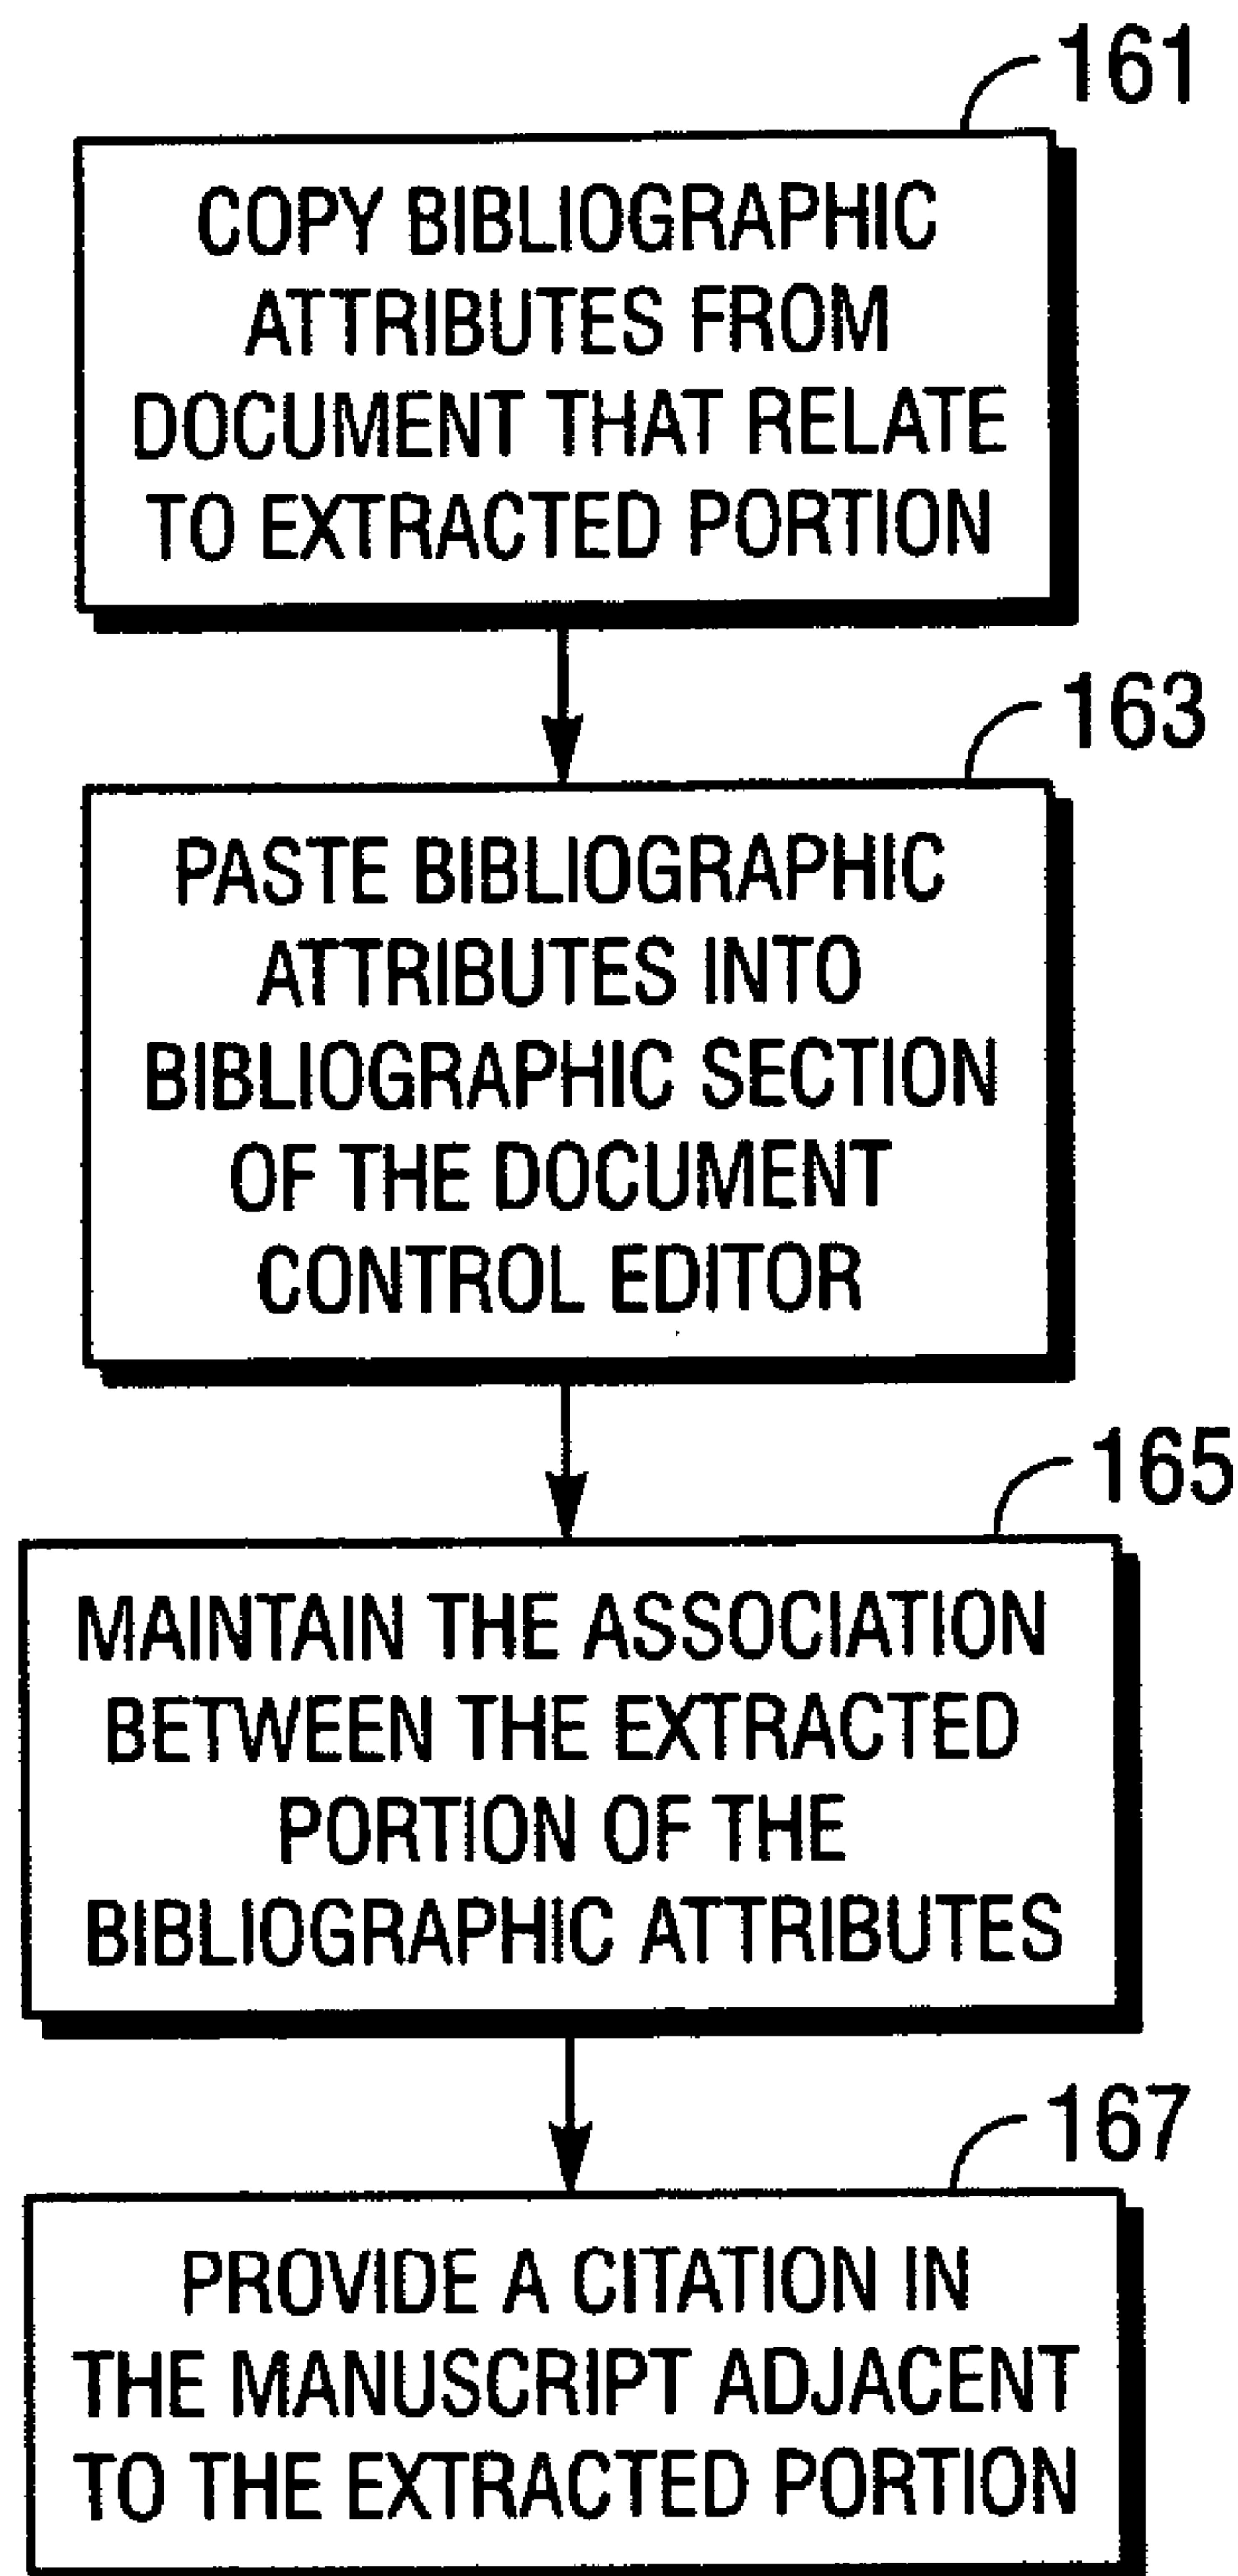 161
COPY BIBLIOGRAPHIC
ATTRIBUTES FROM
DOCUMENT THAT RELATE
TO EXTRACTED PORTION
163
PASTE BIBLIOGRAPHIC
ATTRIBUTES INTO
BIBLIOGRAPHIC SECTION
OF THE DOCUMENT
CONTROL EDITOR
165
MAINTAIN THE ASSOCIATION
BETWEEN THE EXTRACTED
PORTION OF THE
BIBLIOGRAPHIC ATTRIBUTES
167
PROVIDE A CITATION IN
THE MANUSCRIPT ADJACENT
TO THE EXTRACTED PORTION